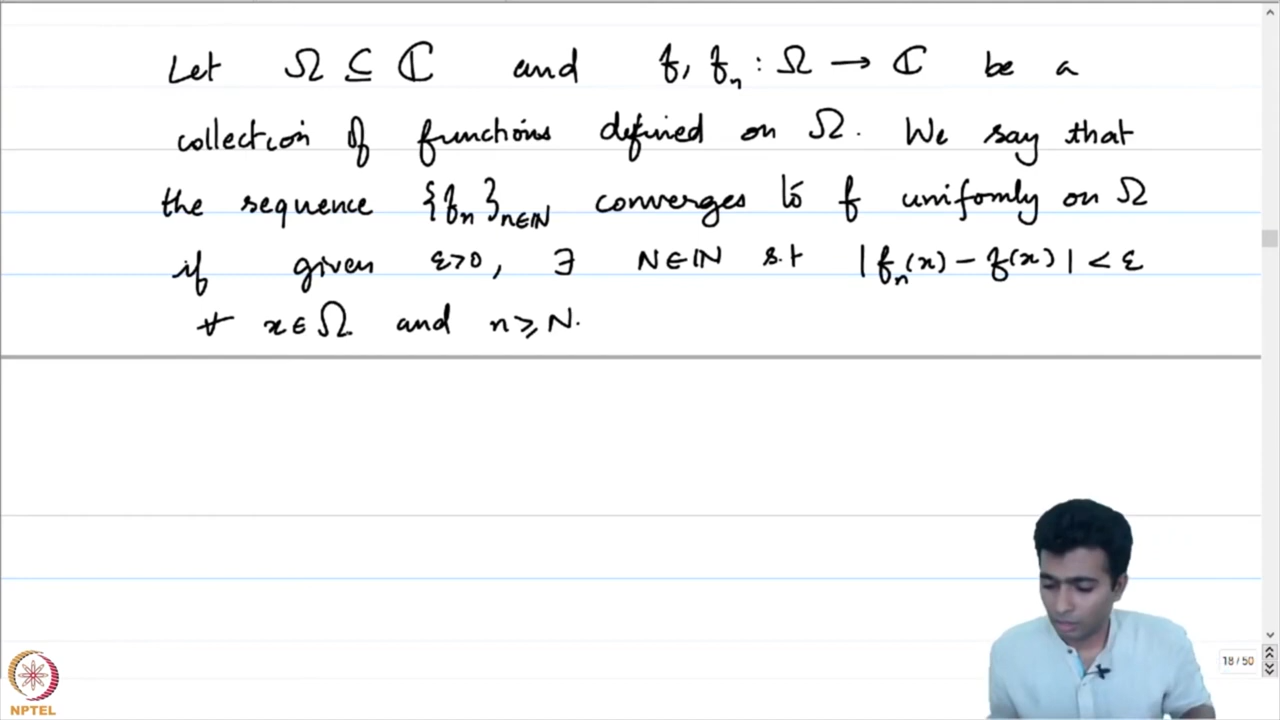 Let Ω ⊆ ℂ and f, fₙ : Ω → ℂ be a
collection of functions defined on Ω. We say that
the sequence {fₙ}ₙ∈ℕ converges to f uniformly on Ω
if given ε>0, ∃ N∈ℕ s.t |fₙ(x) − f(x)| < ε
∀ x∈Ω and n ≥ N.
18 / 50
NPTEL